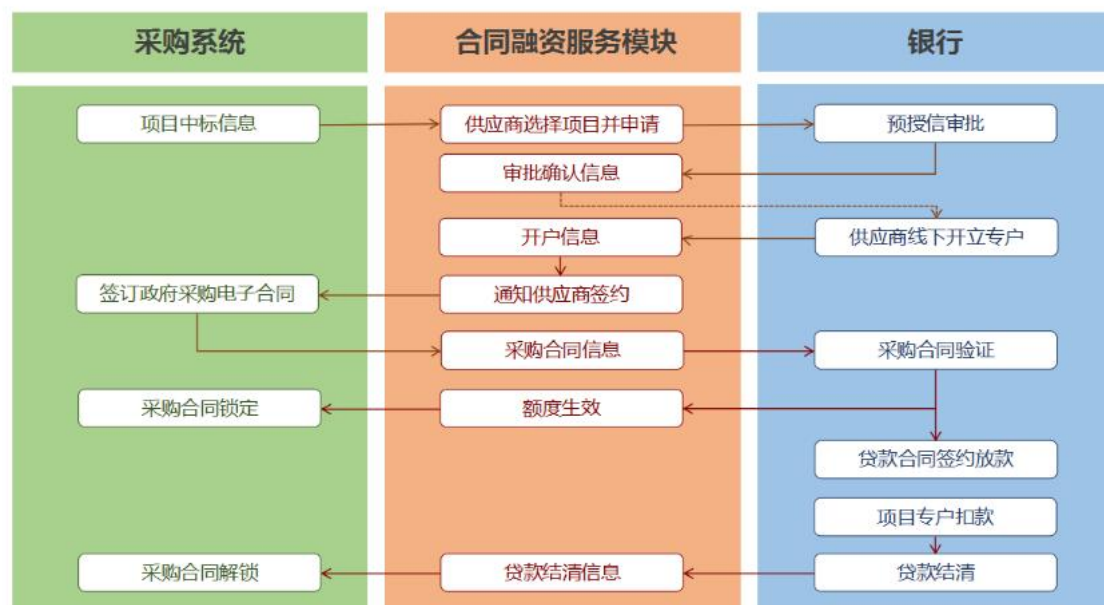 采购系统
合同融资服务模块
银行
项目中标信息
供应商选择项目并申请
预授信审批
审批确认信息
开户信息
供应商线下开立专户
签订政府采购电子合同
通知供应商签约
采购合同信息
采购合同验证
采购合同锁定
额度生效
贷款合同签约放款
项目专户扣款
采购合同解锁
贷款结清信息
贷款结清